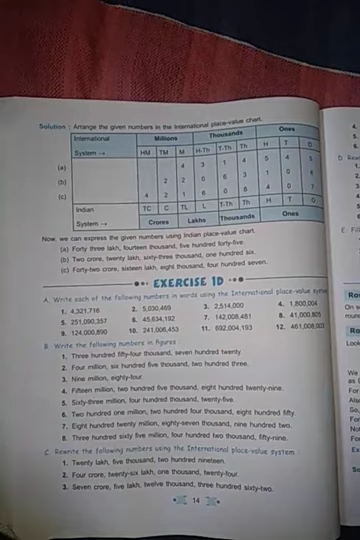 Solution : Arrange the given numbers in the International place-value chart.
International System → Millions Thousands Ones
HM TM M H-Th T-Th Th H T O
(a) 4 3 1 4 5 4 5
(b) 2 2 0 6 3 1 0 6
(c) 4 2 1 6 0 8 4 0 7
Indian System → TC C TL L T-Th Th H T O
Crores Lakhs Thousands Ones
Now, we can express the given numbers using Indian place-value chart.
(a) Forty three lakh, fourteen thousand, five hundred forty-five.
(b) Two crore, twenty lakh, sixty-three thousand, one hundred six.
(c) Forty-two crore, sixteen lakh, eight thousand, four hundred seven.
EXERCISE 1D
A. Write each of the following numbers in words using the International place-value
1. 4,321,716 2. 5,030,469 3. 2,514,000 4. 1,800,004
5. 251,090,357 6. 45,634,192 7. 142,008,481 8. 41,000,805
9. 124,000,890 10. 241,006,453 11. 692,004,193 12. 461,008,00
B. Write the following numbers in figures :
1. Three hundred fifty-four thousand, seven hundred twenty.
2. Four million, six hundred five thousand, two hundred three.
3. Nine million, eighty-four.
4. Fifteen million, two hundred five thousand, eight hundred twenty-nine.
5. Sixty-three million, four hundred thousand, twenty-five.
6. Two hundred one million, two hundred four thousand, eight hundred fifty.
7. Eight hundred twenty million, eighty-seven thousand, nine hundred two.
8. Three hundred sixty five million, four hundred two thousand, fifty-nine.
C. Rewrite the following numbers using the International place-value system :
1. Twenty lakh, five thousand, two hundred nineteen.
2. Four crore, twenty-six lakh, one thousand, twenty-four.
3. Seven crore, five lakh, twelve thousand, three hundred sixty-two.
14